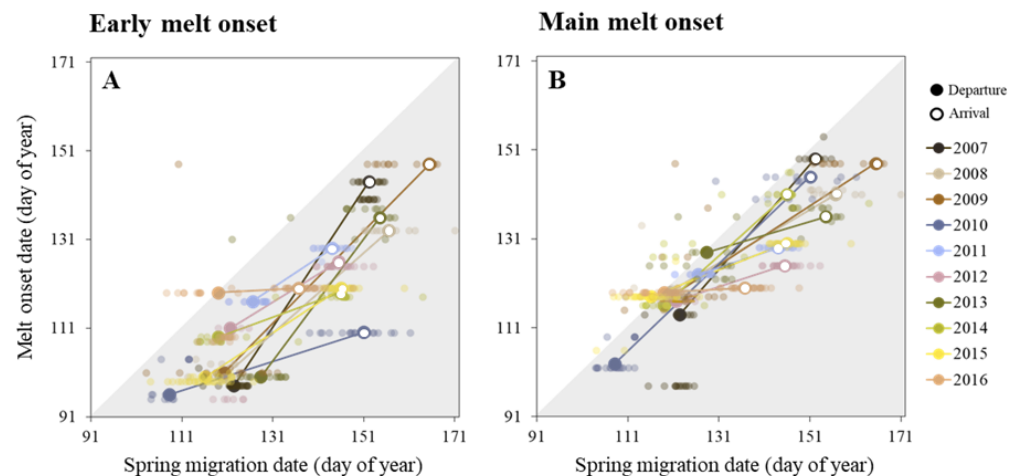 Early melt onset
Main melt onset
A
B
171
151
131
111
91
91 111 131 151 171
171
151
131
111
91
91 111 131 151 171
Melt onset date (day of year)
Spring migration date (day of year)
Spring migration date (day of year)
Departure
Arrival
2007
2008
2009
2010
2011
2012
2013
2014
2015
2016